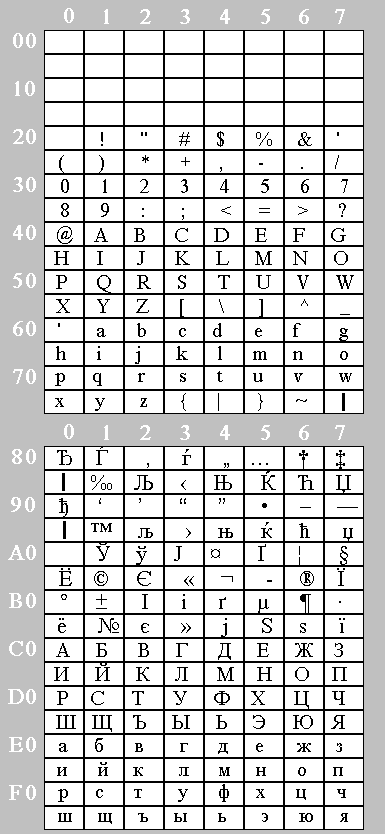 0 1 2 3 4 5 6 7
00
10
20 ! " # $ % & '
( ) * + , - . /
30 0 1 2 3 4 5 6 7
8 9 : ; < = > ?
40 @ A B C D E F G
H I J K L M N O
50 P Q R S T U V W
X Y Z [ \ ] ^ _
60 ' a b c d e f g
h i j k l m n o
70 p q r s t u v w
x y z { | } ~ ▌
0 1 2 3 4 5 6 7
80 Ђ Ѓ ‚ ѓ „ … † ‡
▌ ‰ Љ ‹ Њ Ќ Ћ Џ
90 ђ ‘ ’ “ ” • – —
▌ ™ љ › њ ќ ћ џ
A0 Ў ў Ј ¤ Ґ ¦ §
Ё © Є « ¬ - ® Ї
B0 ° ± І і ґ µ ¶ ·
ё № є » ј Ѕ ѕ ї
C0 А Б В Г Д Е Ж З
И Й К Л М Н О П
D0 Р С Т У Ф Х Ц Ч
Ш Щ Ъ Ы Ь Э Ю Я
E0 а б в г д е ж з
и й к л м н о п
F0 р с т у ф х ц ч
ш щ ъ ы ь э ю я